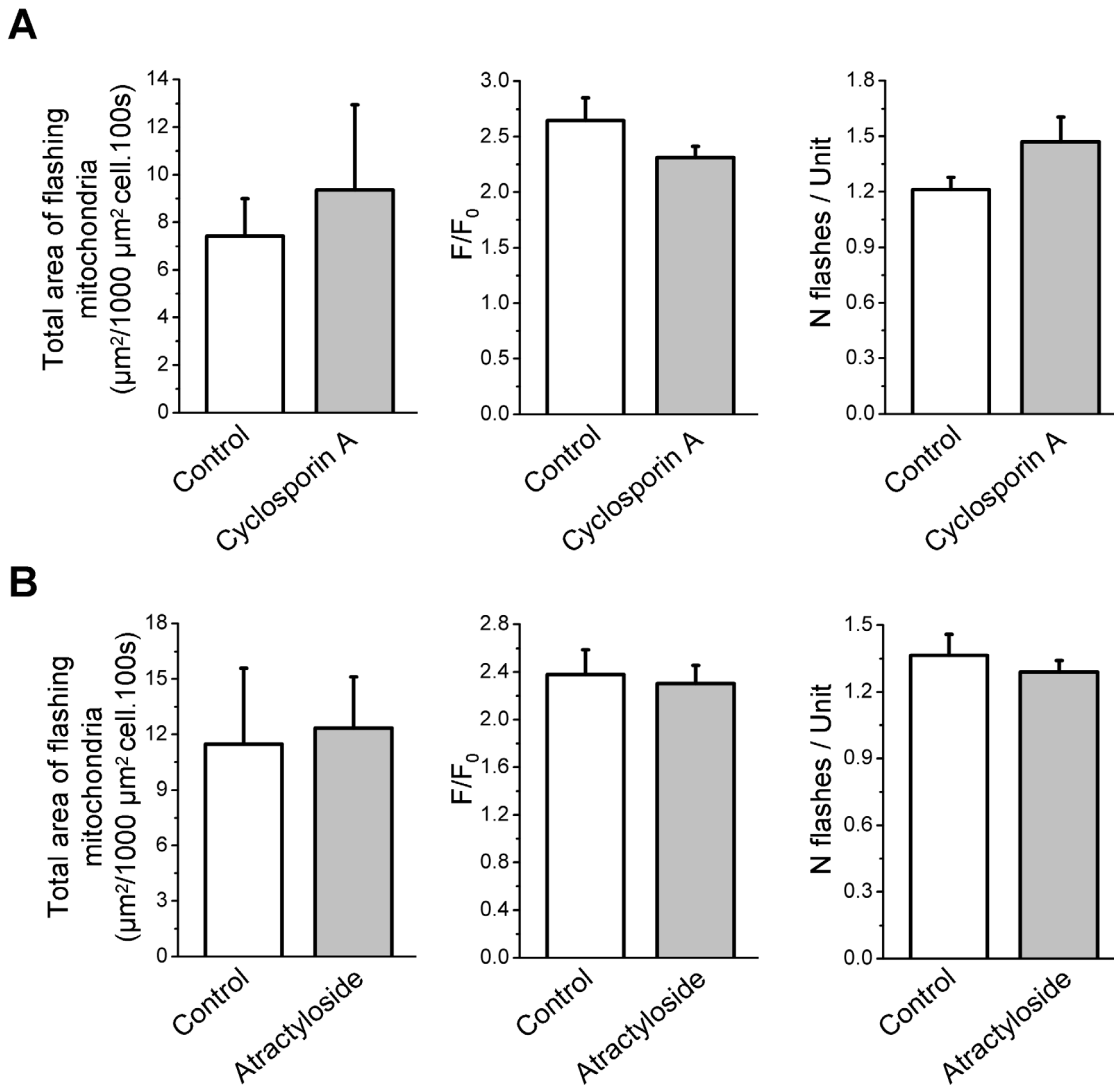 A
Total area of flashing
mitochondria
(µm²/1000 µm² cell.100s)
14
12
10
8
6
4
2
0
Control
Cyclosporin A
F/F₀
3.0
2.5
2.0
2.5
1.0
0.5
0.0
Control
Cyclosporin A
N flashes / Unit
1.8
1.5
1.2
0.9
0.6
0.3
0.0
Control
Cyclosporin A
B
Total area of flashing
mitochondria
(µm²/1000 µm² cell.100s)
18
15
12
9
6
3
0
Control
Atractyloside
F/F₀
2.8
2.4
2.0
1.6
1.2
0.8
0.4
0.0
Control
Atractyloside
N flashes / Unit
1.5
1.2
0.9
0.6
0.3
0.0
Control
Atractyloside